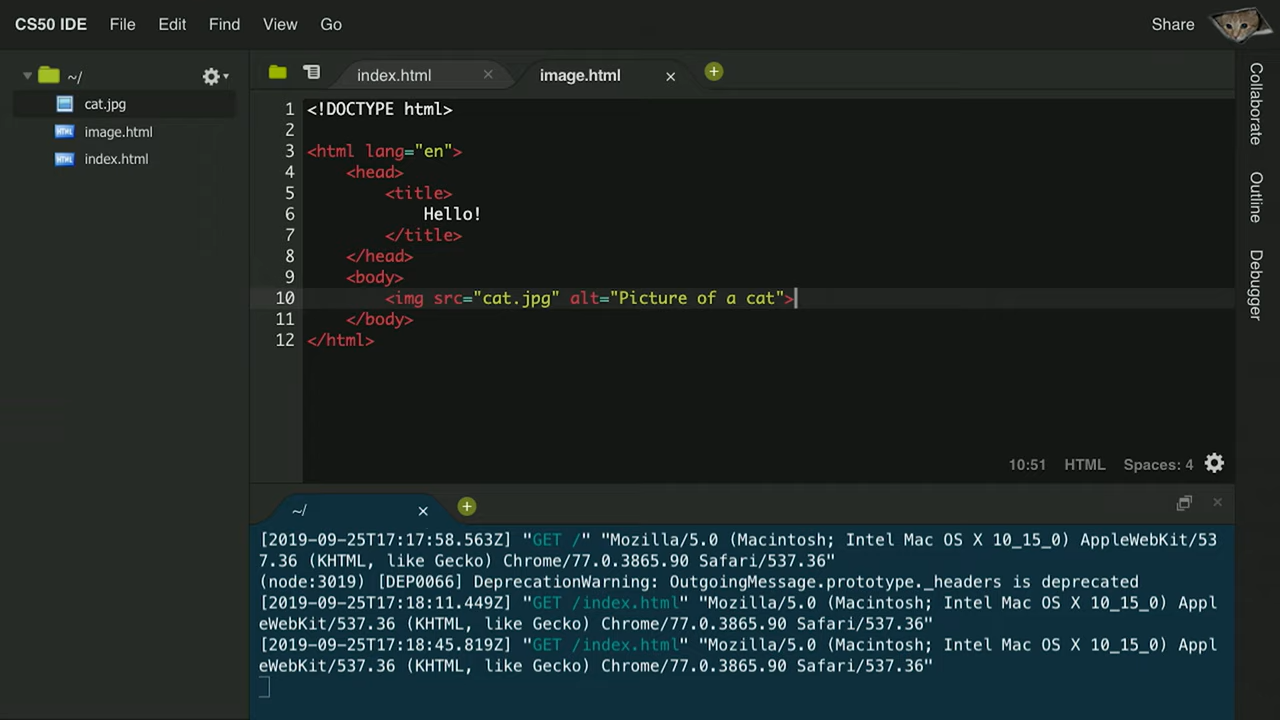 CS50 IDE File Edit Find View Go Share
~/
cat.jpg
image.html
index.html
index.html image.html
1 <!DOCTYPE html>
2
3 <html lang="en">
4 <head>
5 <title>
6 Hello!
7 </title>
8 </head>
9 <body>
10 <img src="cat.jpg" alt="Picture of a cat">
11 </body>
12 </html>
10:51 HTML Spaces: 4
Collaborate
Outline
Debugger
~/
[2019-09-25T17:17:58.563Z] "GET /" "Mozilla/5.0 (Macintosh; Intel Mac OS X 10_15_0) AppleWebKit/53
7.36 (KHTML, like Gecko) Chrome/77.0.3865.90 Safari/537.36"
(node:3019) [DEP0066] DeprecationWarning: OutgoingMessage.prototype._headers is deprecated
[2019-09-25T17:18:11.449Z] "GET /index.html" "Mozilla/5.0 (Macintosh; Intel Mac OS X 10_15_0) Appl
eWebKit/537.36 (KHTML, like Gecko) Chrome/77.0.3865.90 Safari/537.36"
[2019-09-25T17:18:45.819Z] "GET /index.html" "Mozilla/5.0 (Macintosh; Intel Mac OS X 10_15_0) Appl
eWebKit/537.36 (KHTML, like Gecko) Chrome/77.0.3865.90 Safari/537.36"